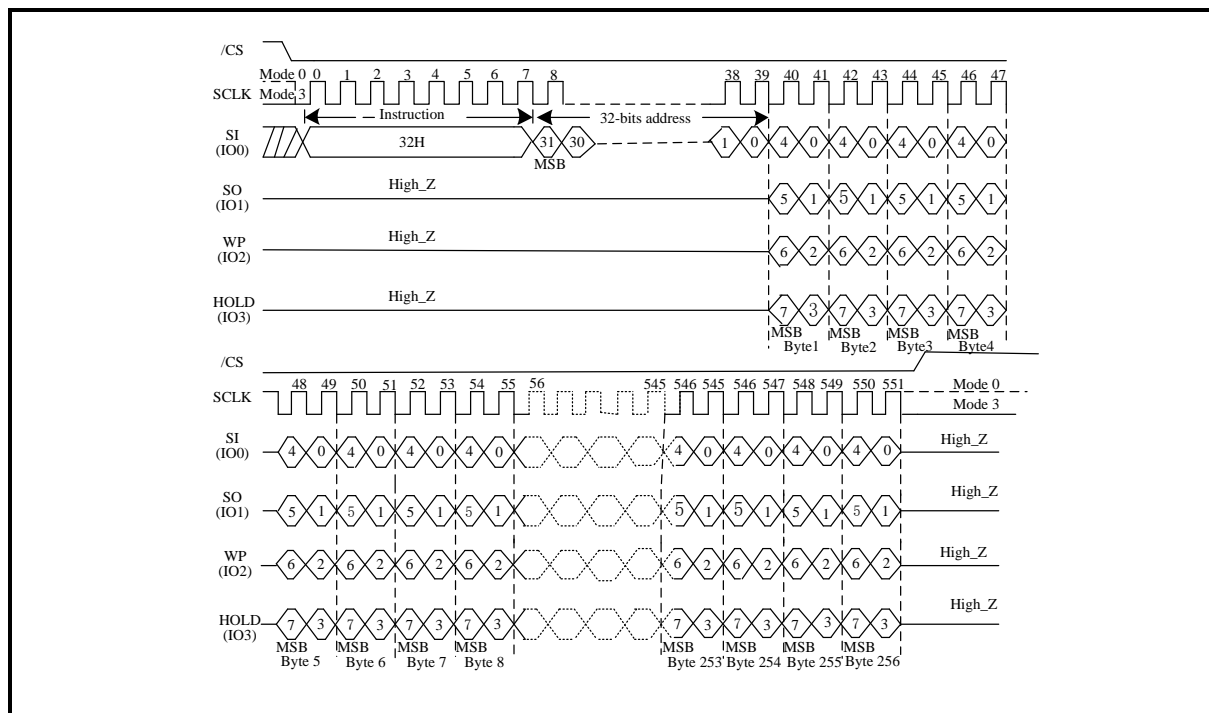 /CS
Mode 0 0 1 2 3 4 5 6 7 8 38 39 40 41 42 43 44 45 46 47
SCLK Mode 3
Instruction 32-bits address
SI
(IO0)
32H 31 30 1 0 4 0 4 0 4 0 4 0
MSB
High_Z
SO
(IO1)
5 1 5 1 5 1 5 1
High_Z
WP
(IO2)
6 2 6 2 6 2 6 2
High_Z
HOLD
(IO3)
7 3 7 3 7 3 7 3
MSB MSB MSB MSB
Byte1 Byte2 Byte3 Byte4
/CS
48 49 50 51 52 53 54 55 56 545 546 545 546 547 548 549 550 551 Mode 0
SCLK
Mode 3
SI
(IO0)
4 0 4 0 4 0 4 0 4 0 4 0 4 0 4 0 High_Z
SO
(IO1)
5 1 5 1 5 1 5 1 5 1 5 1 5 1 5 1 High_Z
WP
(IO2)
6 2 6 2 6 2 6 2 6 2 6 2 6 2 6 2 High_Z
HOLD
(IO3)
7 3 7 3 7 3 7 3 7 3 7 3 7 3 7 3 High_Z
MSB MSB MSB MSB MSB MSB MSB MSB
Byte 5 Byte 6 Byte 7 Byte 8 Byte 253 Byte 254 Byte 255 Byte 256